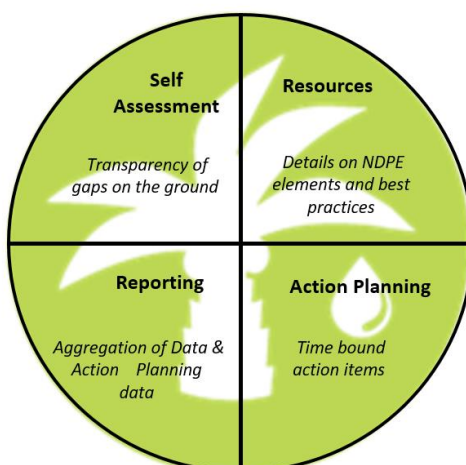 Self
Assessment
Transparency of
gaps on the ground
Resources
Details on NDPE
elements and best
practices
Reporting
Aggregation of Data &
Action Planning
data
Action Planning
Time bound
action items